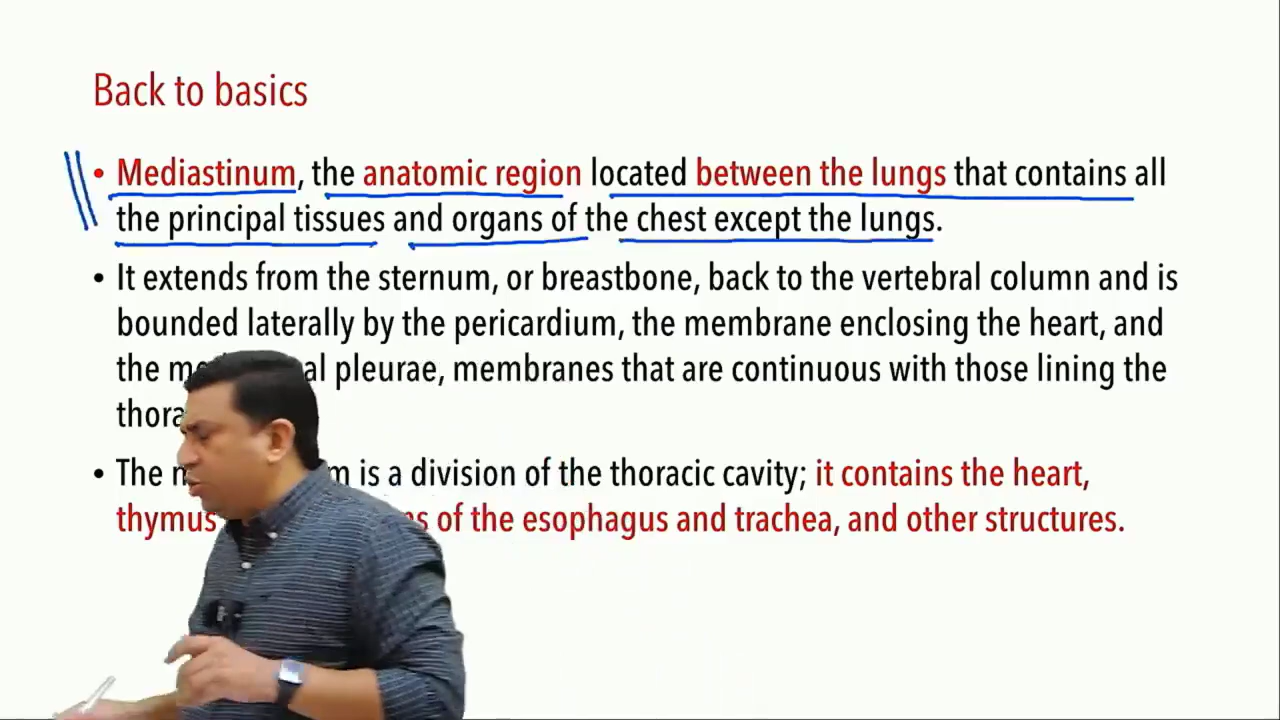 Back to basics
• Mediastinum, the anatomic region located between the lungs that contains all
the principal tissues and organs of the chest except the lungs.
• It extends from the sternum, or breastbone, back to the vertebral column and is
bounded laterally by the pericardium, the membrane enclosing the heart, and
the pleurae, membranes that are continuous with those lining the
• The is a division of the thoracic cavity; it contains the heart,
thymus of the esophagus and trachea, and other structures.